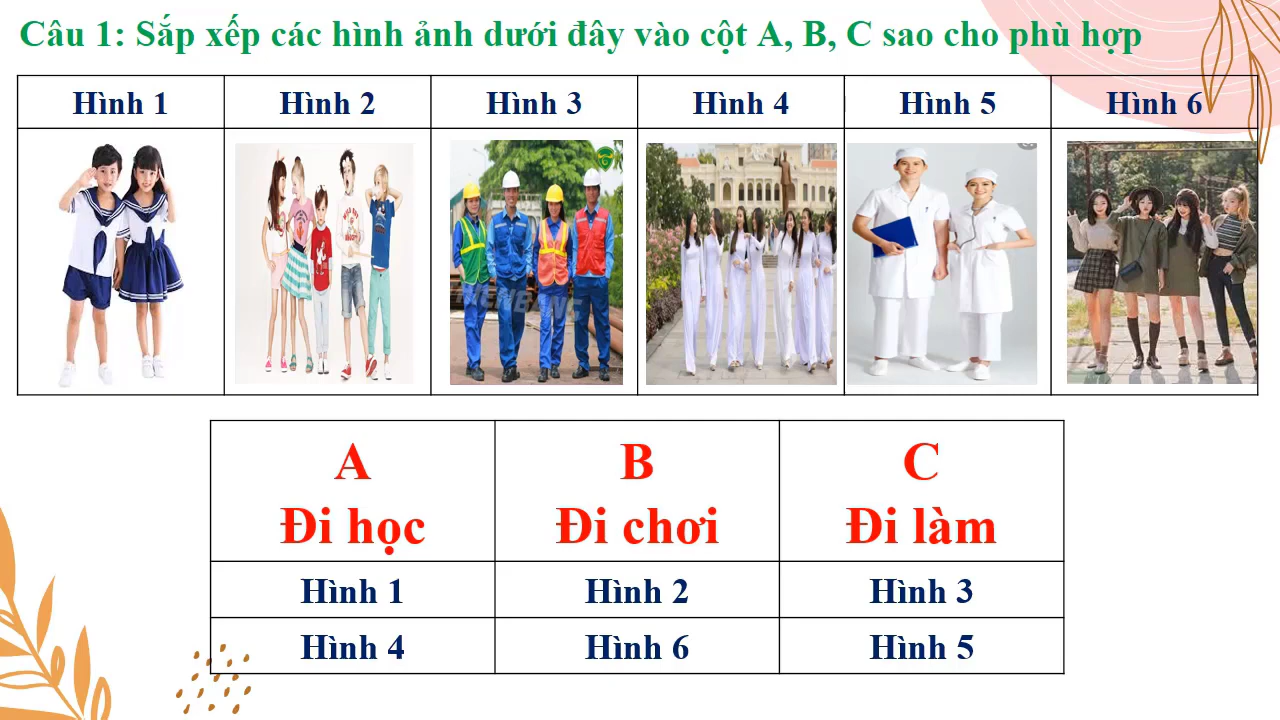 Câu 1: Sắp xếp các hình ảnh dưới đây vào cột A, B, C sao cho phù hợp
Hình 1 Hình 2 Hình 3 Hình 4 Hình 5 Hình 6
A B C
Đi học Đi chơi Đi làm
Hình 1 Hình 2 Hình 3
Hình 4 Hình 6 Hình 5